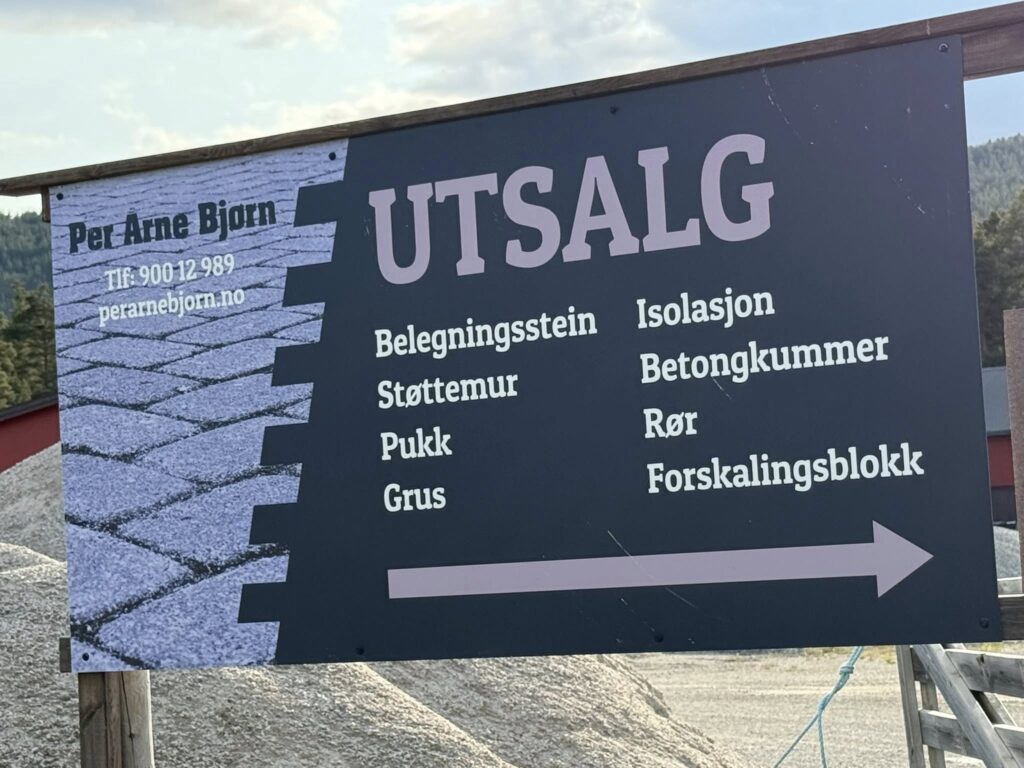 Per Arne Bjørn
Tlf: 900 12 989
perarnebjorn.no
UTSALG
Belegningsstein
Støttemur
Pukk
Grus
Isolasjon
Betongkummer
Rør
Forskalingsblokk